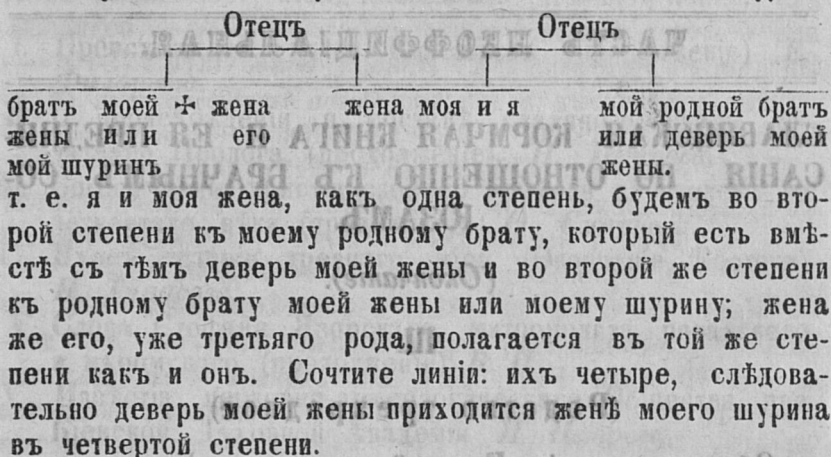 Отецъ Отецъ
братъ моей ✢ жена жена моя и я мой родной братъ
жены или его или деверь моей
мой шуринъ жены.
т. е. я и моя жена, какъ одна степень, будемъ во вто-
рой степени къ моему родному брату, который есть вмѣ-
стѣ съ тѣмъ деверь моей жены и во второй же степени
къ родному брату моей жены или моему шурину; жена
же его, уже третьяго рода, полагается въ той же сте-
пени какъ и онъ. Сочтите линіи: ихъ четыре, слѣдова-
тельно деверь моей жены приходится женѣ моего шурина
въ четвертой степени.